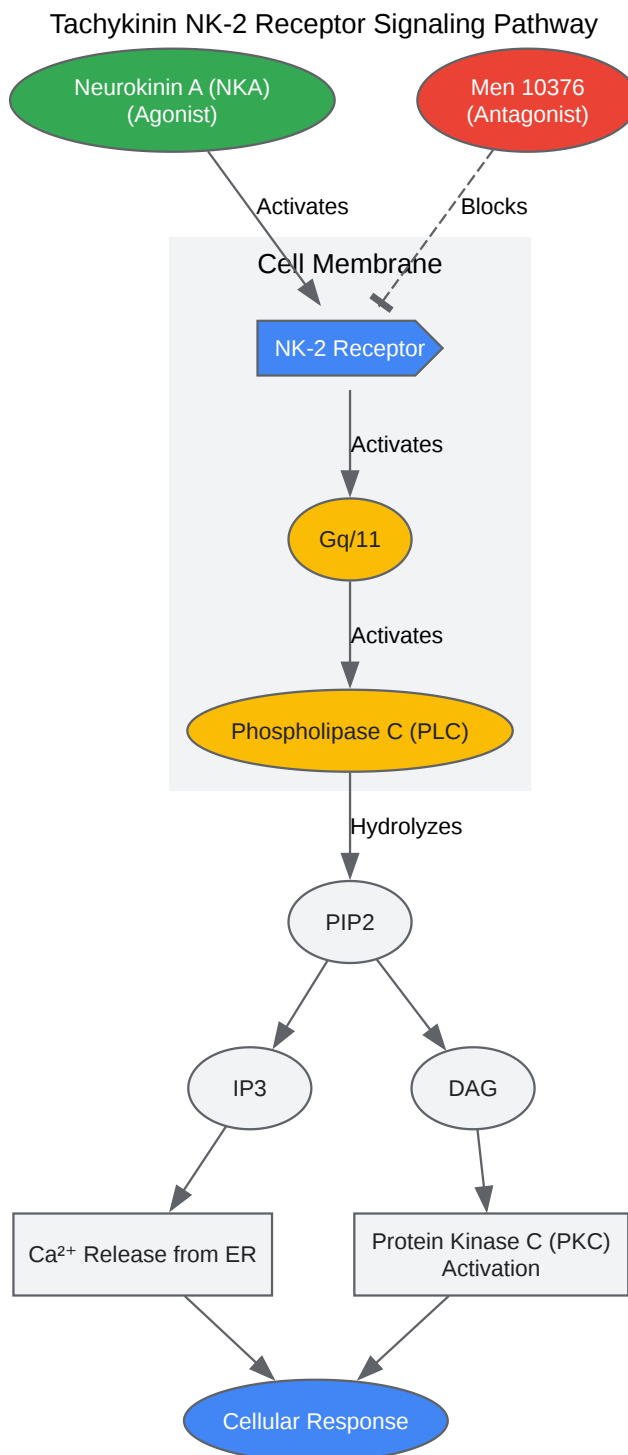 Tachykinin NK-2 Receptor Signaling Pathway
Neurokinin A (NKA)
(Agonist)
Men 10376
(Antagonist)
Activates
Blocks
Cell Membrane
NK-2 Receptor
Activates
Gq/11
Activates
Phospholipase C (PLC)
Hydrolyzes
PIP2
IP3
DAG
Ca²⁺ Release from ER
Protein Kinase C (PKC)
Activation
Cellular Response